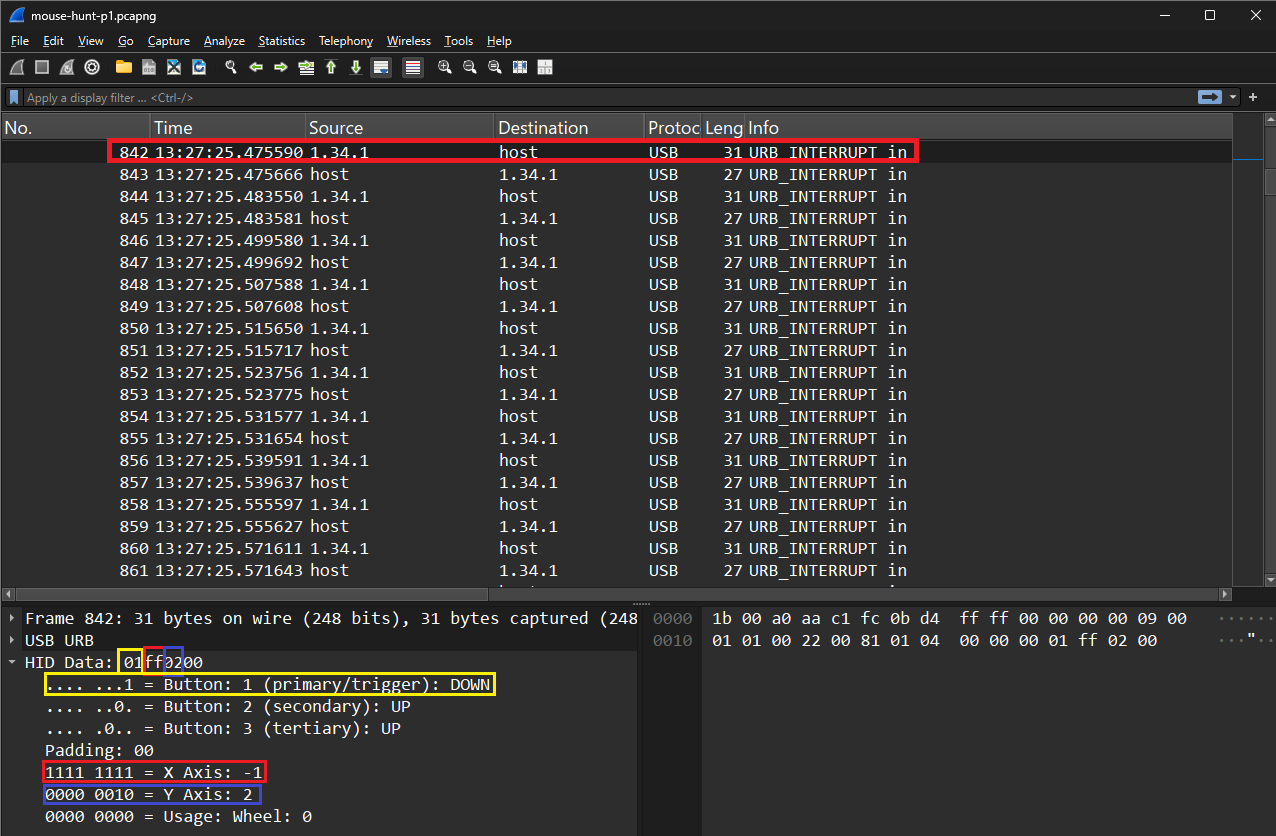 mouse-hunt-p1.pcapng
File Edit View Go Capture Analyze Statistics Telephony Wireless Tools Help
Apply a display filter ... <Ctrl-/>
No. Time Source Destination Protoc Leng Info
842 13:27:25.475590 1.34.1 host USB 31 URB_INTERRUPT in
843 13:27:25.475666 host 1.34.1 USB 27 URB_INTERRUPT in
844 13:27:25.483550 1.34.1 host USB 31 URB_INTERRUPT in
845 13:27:25.483581 host 1.34.1 USB 27 URB_INTERRUPT in
846 13:27:25.499580 1.34.1 host USB 31 URB_INTERRUPT in
847 13:27:25.499692 host 1.34.1 USB 27 URB_INTERRUPT in
848 13:27:25.507588 1.34.1 host USB 31 URB_INTERRUPT in
849 13:27:25.507608 host 1.34.1 USB 27 URB_INTERRUPT in
850 13:27:25.515650 1.34.1 host USB 31 URB_INTERRUPT in
851 13:27:25.515717 host 1.34.1 USB 27 URB_INTERRUPT in
852 13:27:25.523756 1.34.1 host USB 31 URB_INTERRUPT in
853 13:27:25.523775 host 1.34.1 USB 27 URB_INTERRUPT in
854 13:27:25.531577 1.34.1 host USB 31 URB_INTERRUPT in
855 13:27:25.531654 host 1.34.1 USB 27 URB_INTERRUPT in
856 13:27:25.539591 1.34.1 host USB 31 URB_INTERRUPT in
857 13:27:25.539637 host 1.34.1 USB 27 URB_INTERRUPT in
858 13:27:25.555597 1.34.1 host USB 31 URB_INTERRUPT in
859 13:27:25.555627 host 1.34.1 USB 27 URB_INTERRUPT in
860 13:27:25.571611 1.34.1 host USB 31 URB_INTERRUPT in
861 13:27:25.571643 host 1.34.1 USB 27 URB_INTERRUPT in
Frame 842: 31 bytes on wire (248 bits), 31 bytes captured (248
USB URB
HID Data: 01ff0200
.... ...1 = Button: 1 (primary/trigger): DOWN
.... ..0. = Button: 2 (secondary): UP
.... .0.. = Button: 3 (tertiary): UP
Padding: 00
1111 1111 = X Axis: -1
0000 0010 = Y Axis: 2
0000 0000 = Usage: Wheel: 0
0000 1b 00 a0 aa c1 fc 0b d4 ff ff 00 00 00 00 09 00 ······
0010 01 01 00 22 00 81 01 04 00 00 00 01 ff 02 00 ···"··